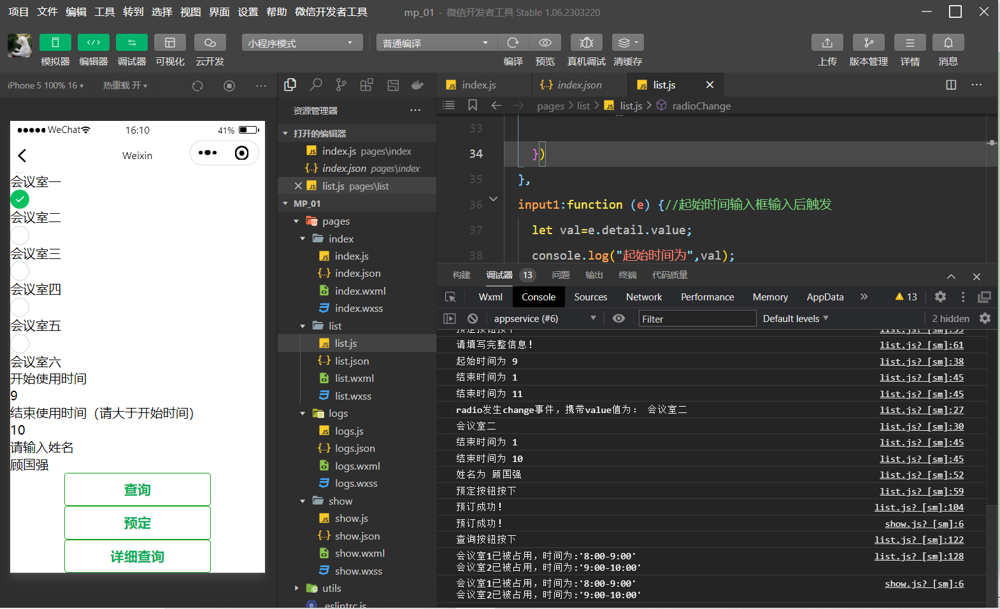 项目 文件 编辑 工具 转到 选择 视图 界面 设置 帮助 微信开发者工具
mp_01 - 微信开发者工具 Stable 1.06.2303220
小程序模式
普通编译
模拟器 编辑器 调试器 可视化 云开发
编译 预览 真机调试 清缓存
上传 版本管理 详情 消息
iPhone 5 100% 16
热重载 开
WeChat
16:10
41%
Weixin
会议室一
会议室二
会议室三
会议室四
会议室五
会议室六
开始使用时间
9
结束使用时间（请大于开始时间）
10
请输入姓名
顾国强
查询
预定
详细查询
资源管理器
打开的编辑器
JS index.js pages\index
{..} index.json pages\index
JS list.js pages\list
MP_01
pages
index
JS index.js
{..} index.json
index.wxml
index.wxss
list
JS list.js
{..} list.json
list.wxml
list.wxss
logs
JS logs.js
{..} logs.json
logs.wxml
logs.wxss
show
JS show.js
{..} show.json
show.wxml
show.wxss
utils
.eslintrc.js
JS index.js
{..} index.json
JS list.js
pages > list > JS list.js > radioChange
33
34 })
35 },
36 input1:function (e) {//起始时间输入框输入后触发
37 let val=e.detail.value;
38 console.log("起始时间为",val);
构建 调试器 13 问题 输出 终端 代码质量
Wxml Console Sources Network Performance Memory AppData » 13
appservice (#6)
Filter
Default levels
2 hidden
预定按钮按下 list.js? [sm]:59
请填写完整信息! list.js? [sm]:61
起始时间为 9 list.js? [sm]:38
结束时间为 1 list.js? [sm]:45
结束时间为 11 list.js? [sm]:45
radio发生change事件，携带value值为： 会议室二 list.js? [sm]:27
会议室二 list.js? [sm]:30
结束时间为 1 list.js? [sm]:45
结束时间为 10 list.js? [sm]:45
姓名为 顾国强 list.js? [sm]:52
预定按钮按下 list.js? [sm]:59
预订成功! list.js? [sm]:104
预订成功! show.js? [sm]:6
查询按钮按下 list.js? [sm]:122
会议室1已被占用，时间为:'8:00-9:00' list.js? [sm]:128
会议室2已被占用，时间为:'9:00-10:00'
会议室1已被占用，时间为:'8:00-9:00' show.js? [sm]:6
会议室2已被占用，时间为:'9:00-10:00'